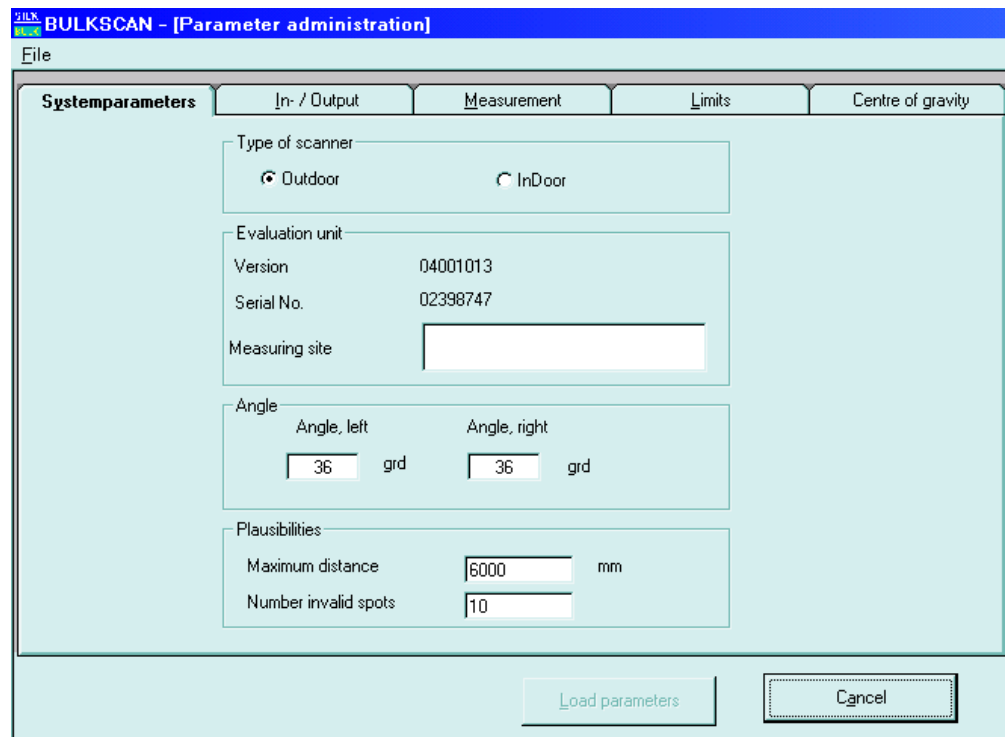 SICK BULK BULKSCAN - [Parameter administration]
File
Systemparameters In- / Output Measurement Limits Centre of gravity
Type of scanner
Outdoor InDoor
Evaluation unit
Version 04001013
Serial No. 02398747
Measuring site
Angle
Angle, left Angle, right
36 grd 36 grd
Plausibilities
Maximum distance 6000 mm
Number invalid spots 10
Load parameters Cancel